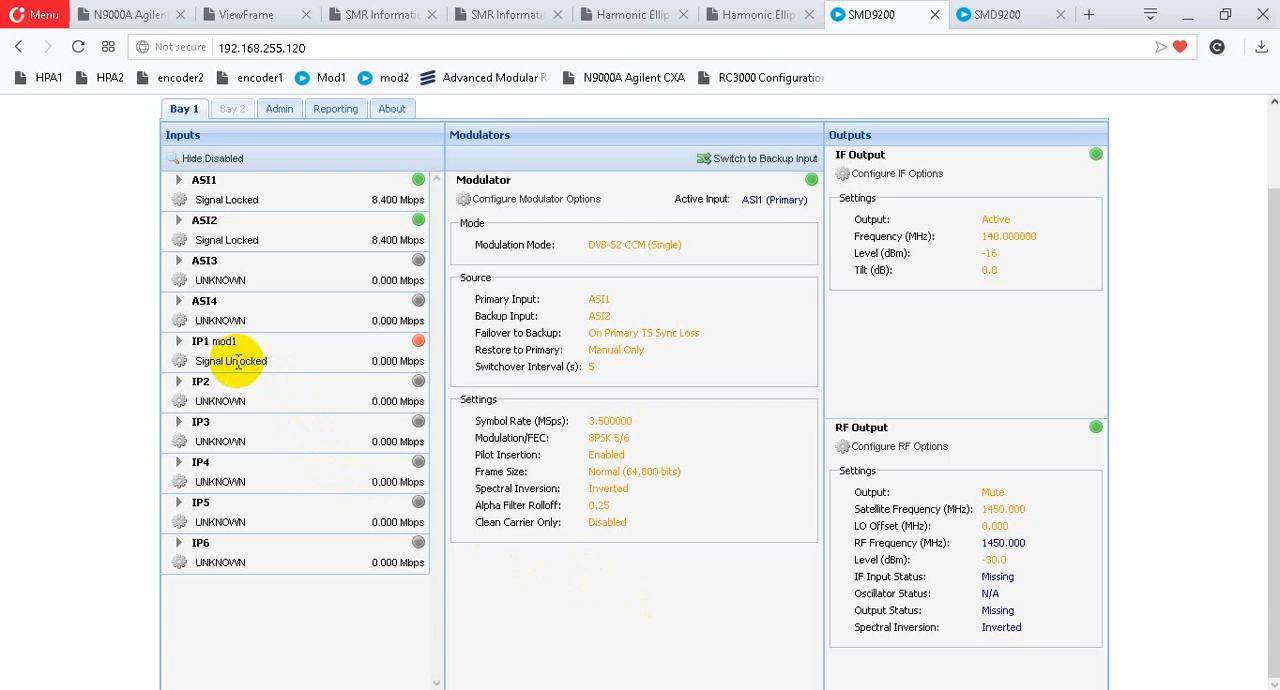 Menu
N9000A Agilen
ViewFrame
SMR Informati
Harmonic Ellip
Harmonic Ellip
SMD9200
SMD9200
Not secure
192.168.255.120
HPA1
HPA2
encoder2
encoder1
Mod1
mod2
Advanced Modular R
N9000A Agilent CXA
RC3000 Configuratio
Bay 1
Bay 2
Admin
Reporting
About
Inputs
Hide Disabled
ASI1
Signal Locked 8.400 Mbps
ASI2
Signal Locked 8.400 Mbps
ASI3
UNKNOWN 0.000 Mbps
ASI4
UNKNOWN 0.000 Mbps
IP1 mod1
Signal Unlocked 0.000 Mbps
IP2
UNKNOWN 0.000 Mbps
IP3
UNKNOWN 0.000 Mbps
IP4
UNKNOWN 0.000 Mbps
IP5
UNKNOWN 0.000 Mbps
IP6
UNKNOWN 0.000 Mbps
Modulators
Switch to Backup Input
Modulator
Configure Modulator Options Active Input: ASI1 (Primary)
Mode
Modulation Mode: DVB-S2 CCM (Single)
Source
Primary Input: ASI1
Backup Input: ASI2
Failover to Backup: On Primary TS Sync Loss
Restore to Primary: Manual Only
Switchover Interval (s): 5
Settings
Symbol Rate (MSps): 3.500000
Modulation/FEC: 8PSK 5/6
Pilot Insertion: Enabled
Frame Size: Normal (64,800 bits)
Spectral Inversion: Inverted
Alpha Filter Rolloff: 0.25
Clean Carrier Only: Disabled
Outputs
IF Output
Configure IF Options
Settings
Output: Active
Frequency (MHz): 140.000000
Level (dBm): -16
Tilt (dB): 0.0
RF Output
Configure RF Options
Settings
Output: Mute
Satellite Frequency (MHz): 1450.000
LO Offset (MHz): 0.000
RF Frequency (MHz): 1450.000
Level (dBm): -30.0
IF Input Status: Missing
Oscillator Status: N/A
Output Status: Missing
Spectral Inversion: Inverted